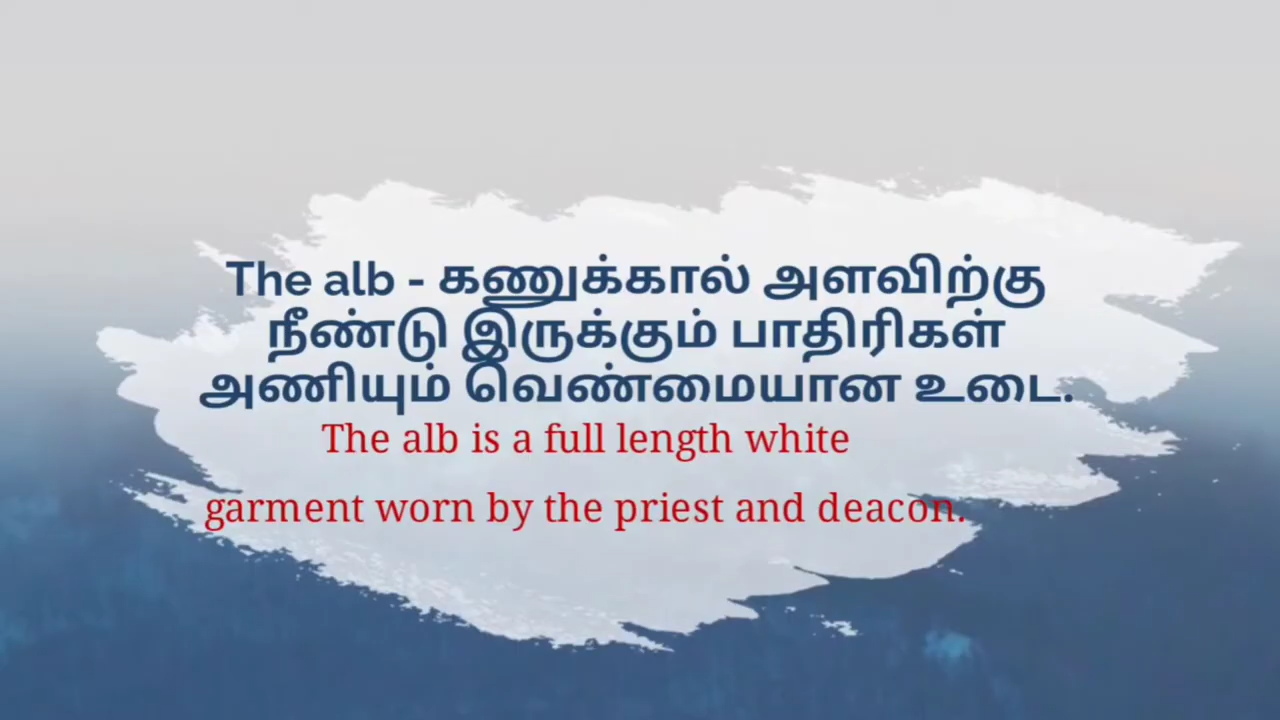 The alb - கணுக்கால் அளவிற்கு
நீண்டு இருக்கும் பாதிரிகள்
அணியும் வெண்மையான உடை.
The alb is a full length white
garment worn by the priest and deacon.